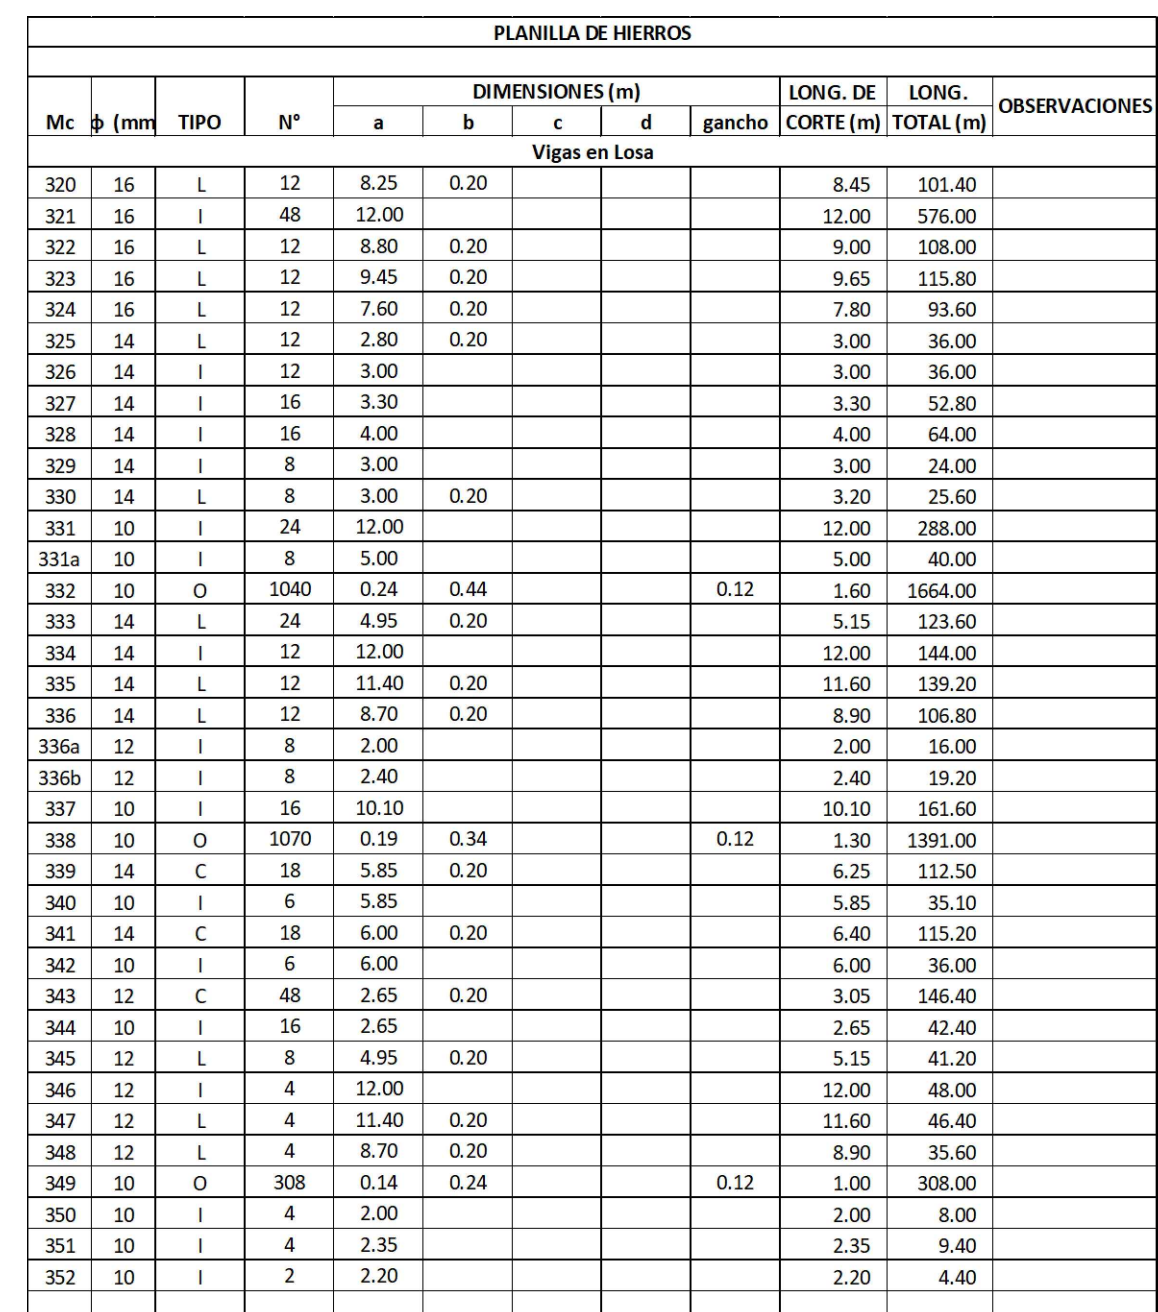 PLANILLA DE HIERROS
DIMENSIONES (m) LONG. DE LONG. OBSERVACIONES
Mc ϕ (mm TIPO N° a b c d gancho CORTE (m) TOTAL (m)
Vigas en Losa
320 16 L 12 8.25 0.20 8.45 101.40
321 16 I 48 12.00 12.00 576.00
322 16 L 12 8.80 0.20 9.00 108.00
323 16 L 12 9.45 0.20 9.65 115.80
324 16 L 12 7.60 0.20 7.80 93.60
325 14 L 12 2.80 0.20 3.00 36.00
326 14 I 12 3.00 3.00 36.00
327 14 I 16 3.30 3.30 52.80
328 14 I 16 4.00 4.00 64.00
329 14 I 8 3.00 3.00 24.00
330 14 L 8 3.00 0.20 3.20 25.60
331 10 I 24 12.00 12.00 288.00
331a 10 I 8 5.00 5.00 40.00
332 10 O 1040 0.24 0.44 0.12 1.60 1664.00
333 14 L 24 4.95 0.20 5.15 123.60
334 14 I 12 12.00 12.00 144.00
335 14 L 12 11.40 0.20 11.60 139.20
336 14 L 12 8.70 0.20 8.90 106.80
336a 12 I 8 2.00 2.00 16.00
336b 12 I 8 2.40 2.40 19.20
337 10 I 16 10.10 10.10 161.60
338 10 O 1070 0.19 0.34 0.12 1.30 1391.00
339 14 C 18 5.85 0.20 6.25 112.50
340 10 I 6 5.85 5.85 35.10
341 14 C 18 6.00 0.20 6.40 115.20
342 10 I 6 6.00 6.00 36.00
343 12 C 48 2.65 0.20 3.05 146.40
344 10 I 16 2.65 2.65 42.40
345 12 L 8 4.95 0.20 5.15 41.20
346 12 I 4 12.00 12.00 48.00
347 12 L 4 11.40 0.20 11.60 46.40
348 12 L 4 8.70 0.20 8.90 35.60
349 10 O 308 0.14 0.24 0.12 1.00 308.00
350 10 I 4 2.00 2.00 8.00
351 10 I 4 2.35 2.35 9.40
352 10 I 2 2.20 2.20 4.40